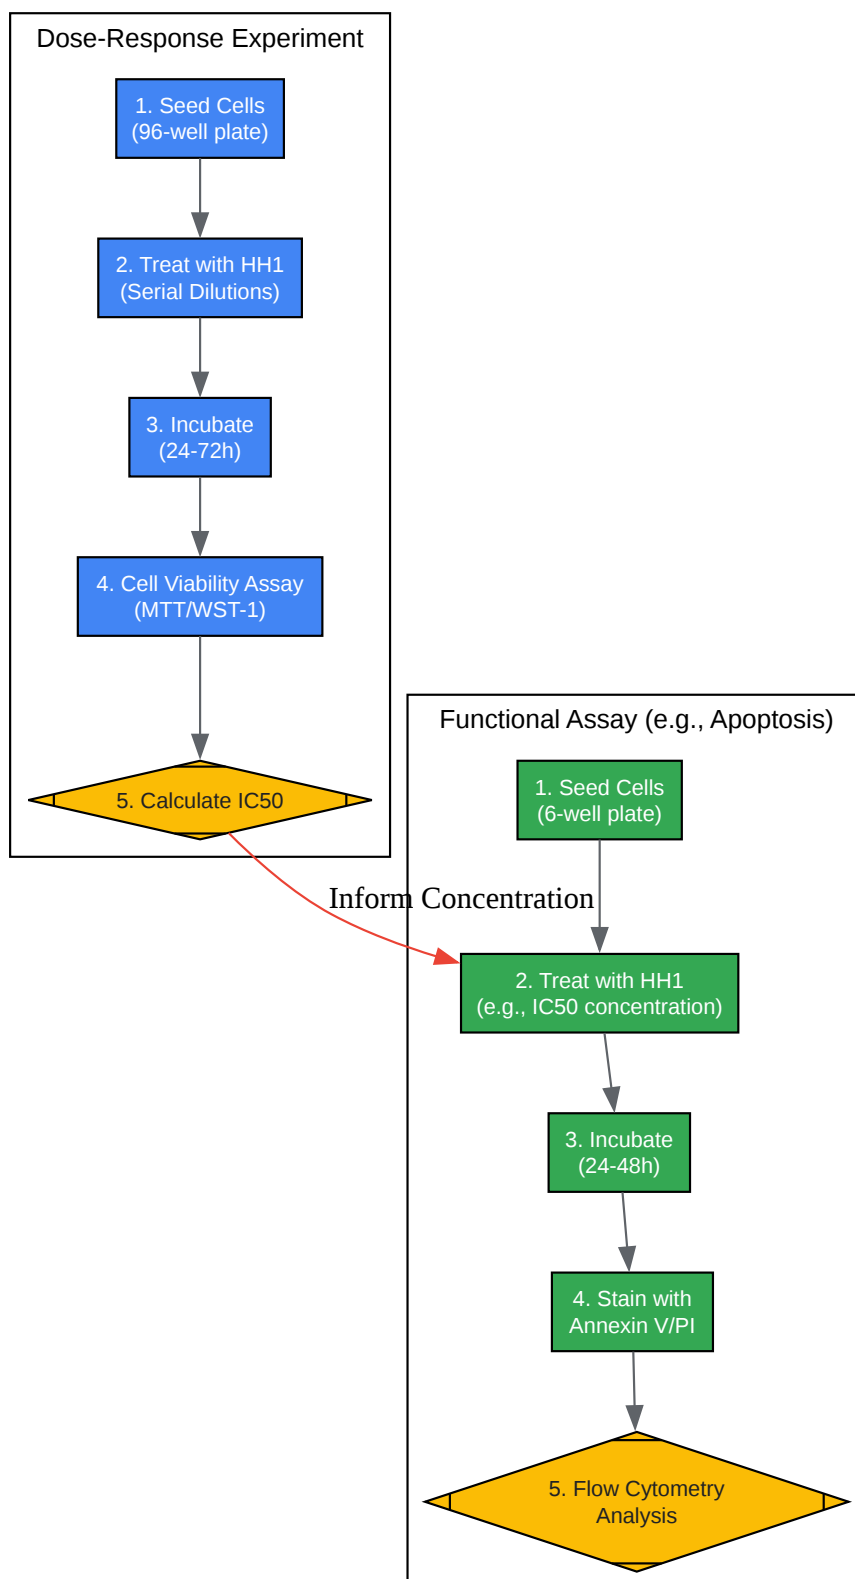 Dose-Response Experiment
1. Seed Cells
(96-well plate)
2. Treat with HH1
(Serial Dilutions)
3. Incubate
(24-72h)
4. Cell Viability Assay
(MTT/WST-1)
5. Calculate IC50
Inform Concentration
Functional Assay (e.g., Apoptosis)
1. Seed Cells
(6-well plate)
2. Treat with HH1
(e.g., IC50 concentration)
3. Incubate
(24-48h)
4. Stain with
Annexin V/PI
5. Flow Cytometry
Analysis